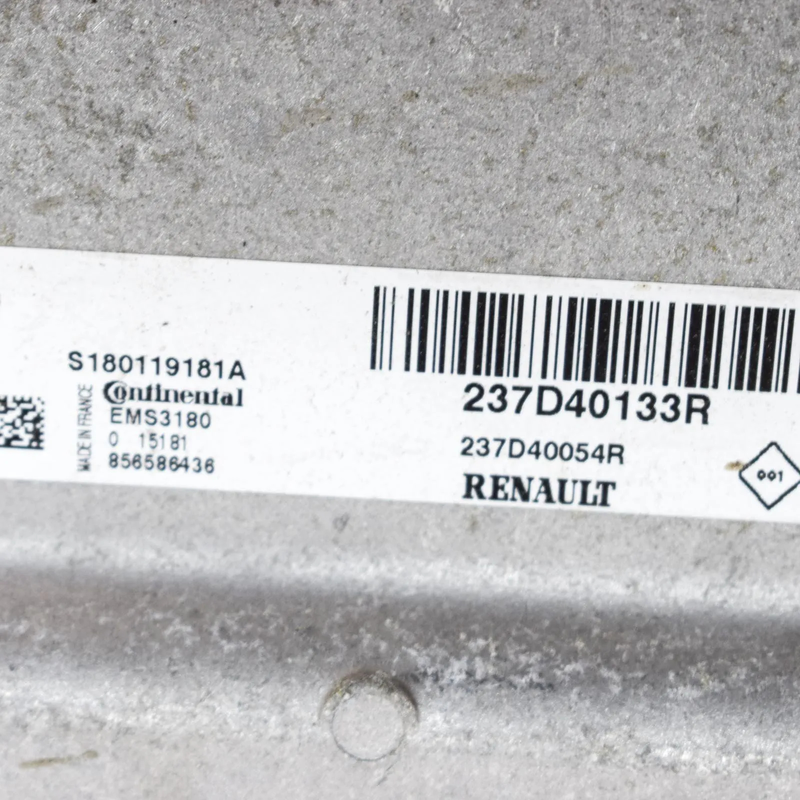 S180119181A
Continental
EMS3180
0 15181
856586436
MADE IN FRANCE
237D40133R
237D40054R
RENAULT
001